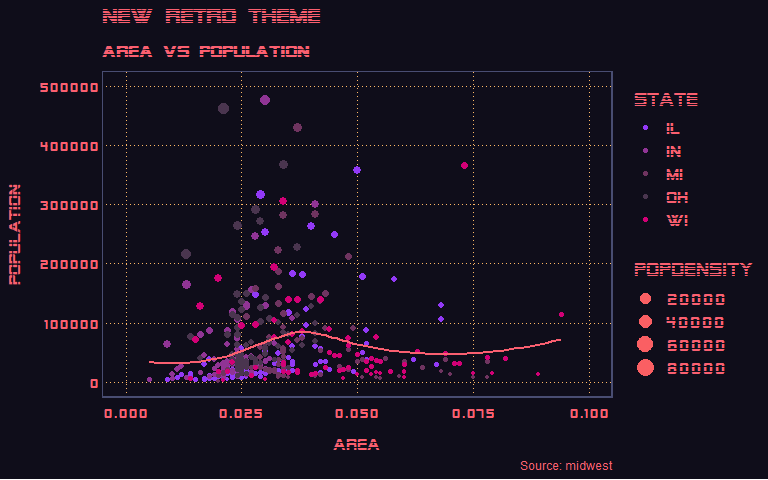 NEW RETRO THEME
AREA VS POPULATION
500000
400000
300000
200000
100000
0
POPULATION
0.000
0.025
0.050
0.075
0.100
AREA
STATE
IL
IN
MI
OH
WI
POPDENSITY
20000
40000
60000
80000
Source: midwest